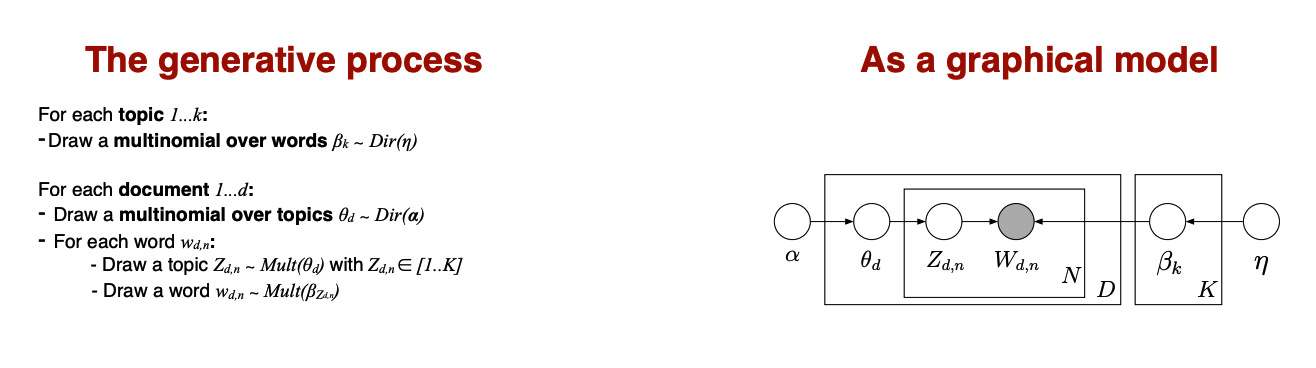 The generative process
For each topic 1...k:
- Draw a multinomial over words βk ~ Dir(η)
For each document 1...d:
- Draw a multinomial over topics θd ~ Dir(α)
- For each word wd,n:
- Draw a topic Zd,n ~ Mult(θd) with Zd,n ∈ [1..K]
- Draw a word wd,n ~ Mult(βZd,n)
As a graphical model
α θd Zd,n Wd,n N D βk K η